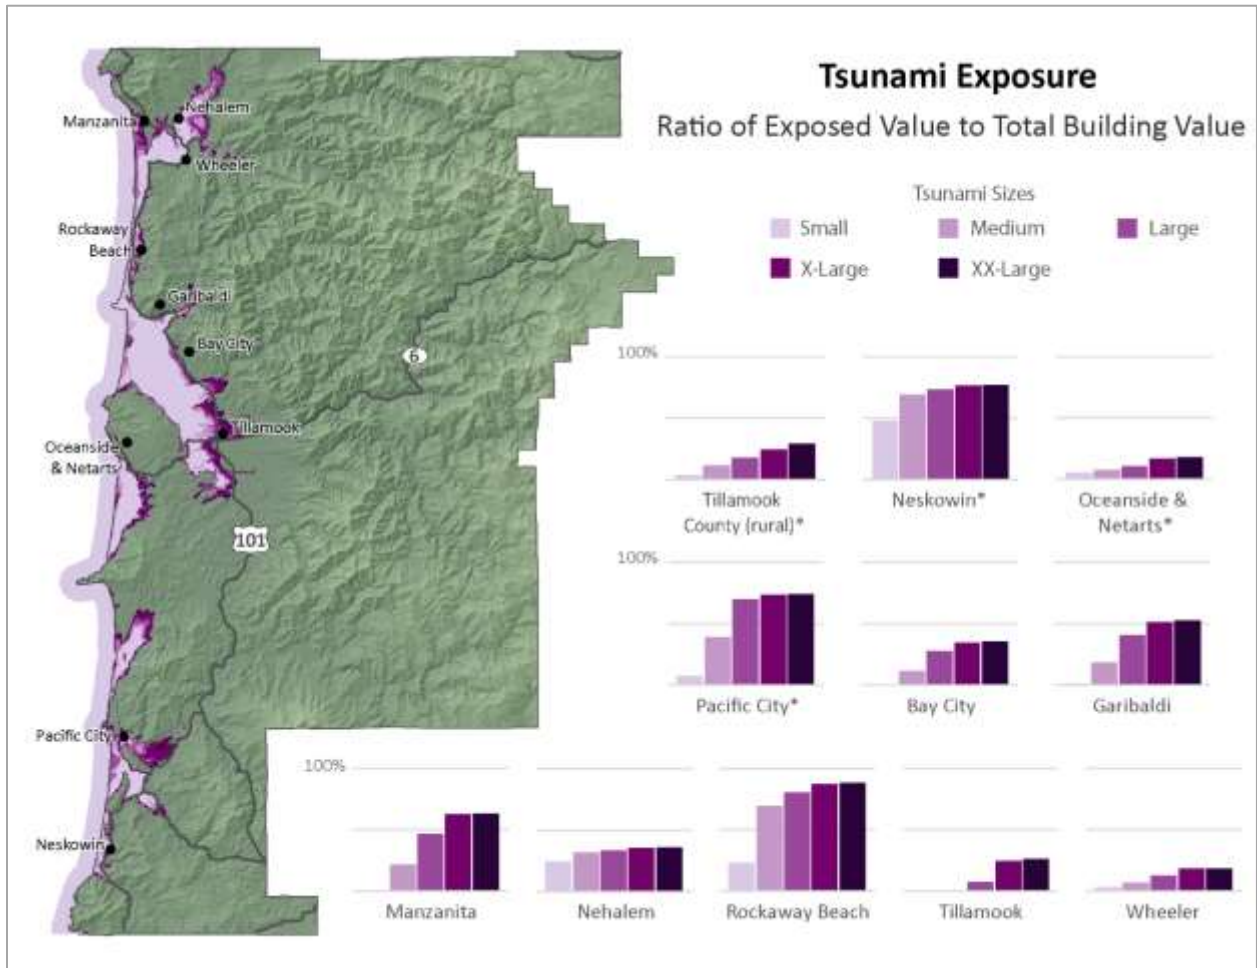 Tsunami Exposure
Ratio of Exposed Value to Total Building Value
Tsunami Sizes
Small
Medium
Large
X-Large
XX-Large
Nehalem
Manzanita
Wheeler
Rockaway
Beach
Garibaldi
Bay City
6
Tillamook
Oceanside
& Netarts
101
Pacific City
Neskowin
100%
Tillamook
County (rural)*
Neskowin*
Oceanside &
Netarts*
100%
Pacific City*
Bay City
Garibaldi
100%
Manzanita
Nehalem
Rockaway Beach
Tillamook
Wheeler